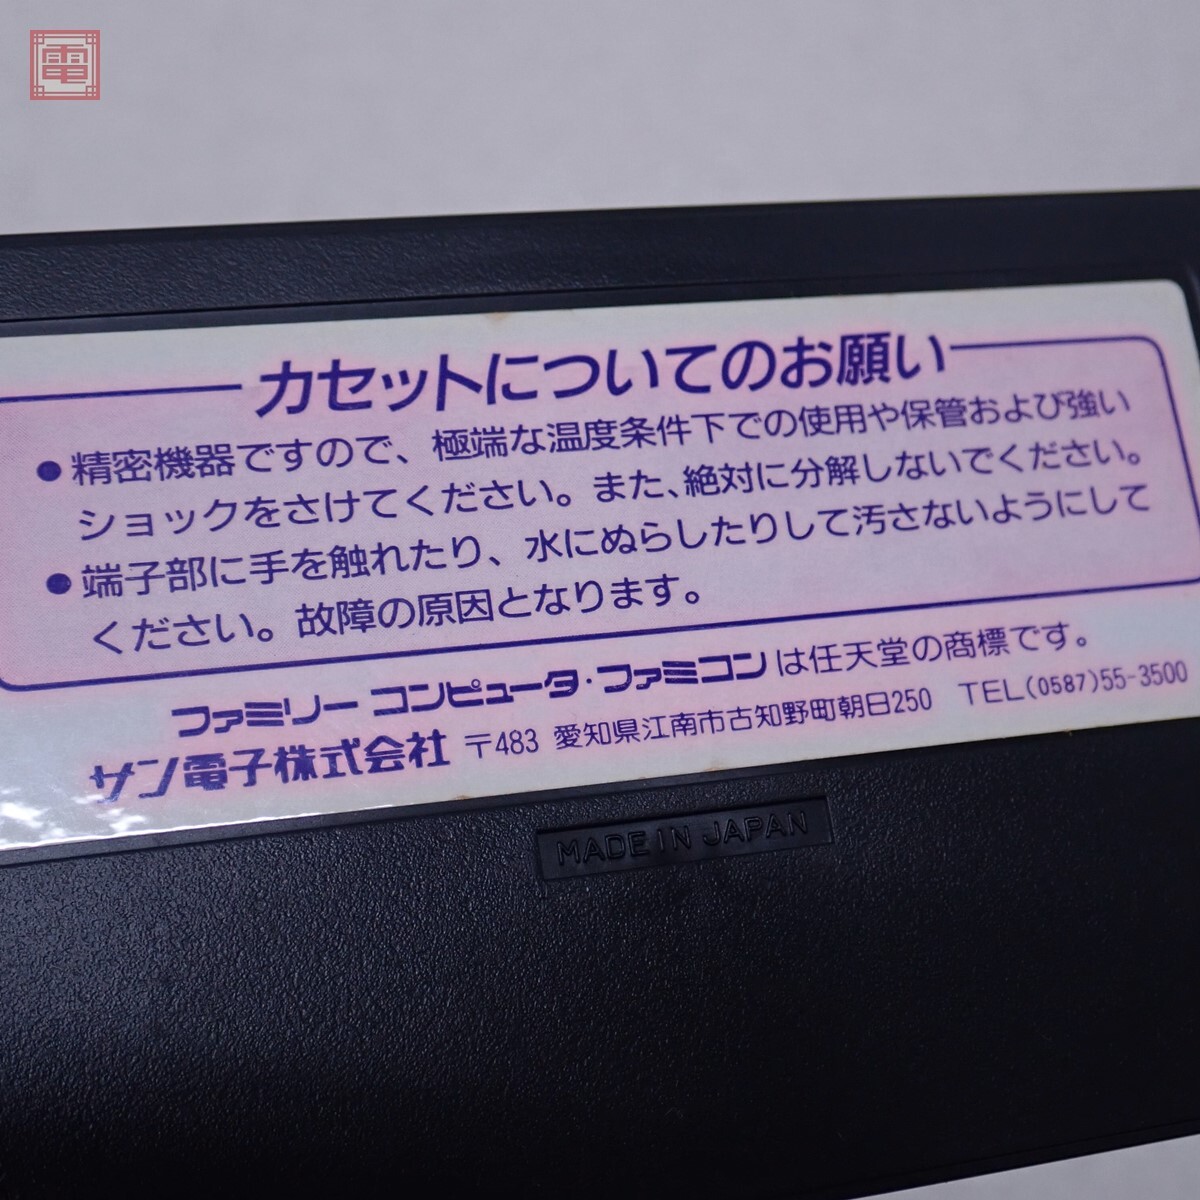 電
カセットについてのお願い
●精密機器ですので、極端な温度条件下での使用や保管および強い
ショックをさけてください。また、絶対に分解しないでください。
●端子部に手を触れたり、水にぬらしたりして汚さないようにして
ください。故障の原因となります。
ファミリーコンピュータ・ファミコンは任天堂の商標です。
サン電子株式会社 〒483 愛知県江南市古知野町朝日250 TEL(0587)55-3500
MADE IN JAPAN